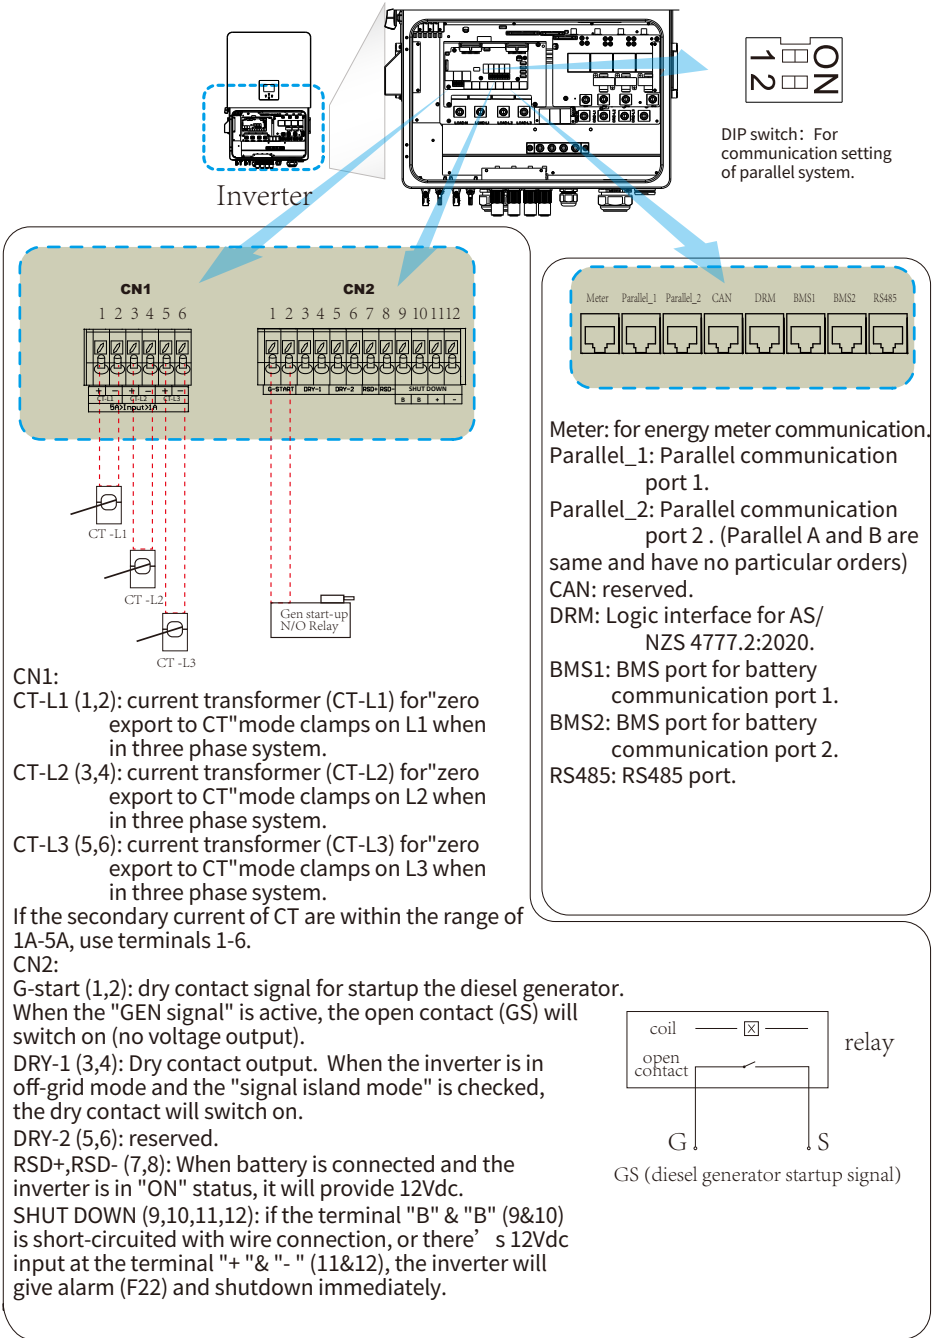 1 2
ON
DIP switch: For
communication setting
of parallel system.
Inverter
CN1
1 2 3 4 5 6
+ − + − + −
CT-L1 CT-L2 CT-L3
5A>Input>1A
CN2
1 2 3 4 5 6 7 8 9 10 11 12
G-START DRY-1 DRY-2 RSD+ RSD- SHUT DOWN
B B + −
CT -L1
CT -L2
CT -L3
Gen start-up
N/O Relay
Meter Parallel_1 Parallel_2 CAN DRM BMS1 BMS2 RS485
Meter: for energy meter communication.
Parallel_1: Parallel communication
port 1.
Parallel_2: Parallel communication
port 2 . (Parallel A and B are
same and have no particular orders)
CAN: reserved.
DRM: Logic interface for AS/
NZS 4777.2:2020.
BMS1: BMS port for battery
communication port 1.
BMS2: BMS port for battery
communication port 2.
RS485: RS485 port.
CN1:
CT-L1 (1,2): current transformer (CT-L1) for"zero
export to CT"mode clamps on L1 when
in three phase system.
CT-L2 (3,4): current transformer (CT-L2) for"zero
export to CT"mode clamps on L2 when
in three phase system.
CT-L3 (5,6): current transformer (CT-L3) for"zero
export to CT"mode clamps on L3 when
in three phase system.
If the secondary current of CT are within the range of
1A-5A, use terminals 1-6.
CN2:
G-start (1,2): dry contact signal for startup the diesel generator.
When the "GEN signal" is active, the open contact (GS) will
switch on (no voltage output).
DRY-1 (3,4): Dry contact output. When the inverter is in
off-grid mode and the "signal island mode" is checked,
the dry contact will switch on.
DRY-2 (5,6): reserved.
RSD+,RSD- (7,8): When battery is connected and the
inverter is in "ON" status, it will provide 12Vdc.
SHUT DOWN (9,10,11,12): if the terminal "B" & "B" (9&10)
is short-circuited with wire connection, or there’s 12Vdc
input at the terminal "+ "& "- " (11&12), the inverter will
give alarm (F22) and shutdown immediately.
coil
open
contact
relay
G S
GS (diesel generator startup signal)